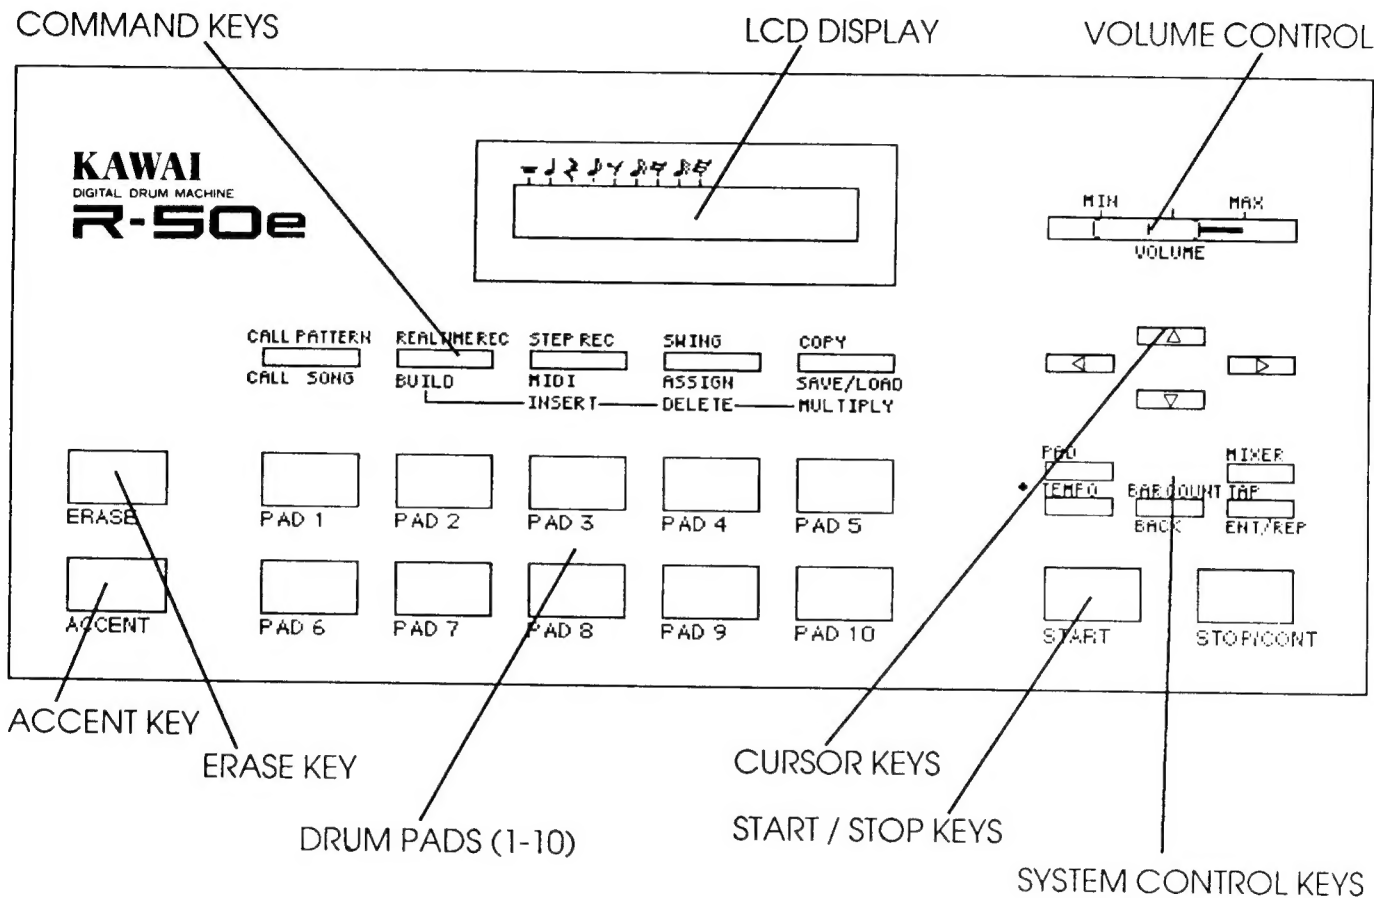 COMMAND KEYS
LCD DISPLAY
VOLUME CONTROL
KAWAI
DIGITAL DRUM MACHINE
R-50e
MIN MAX
VOLUME
CALL PATTERN REALTIME REC STEP REC SWING COPY
CALL SONG BUILD MIDI ASSIGN SAVE/LOAD
INSERT DELETE MULTIPLY
PAD MIXER
TEMPO BAR COUNT TAP
BACK ENT/REP
ERASE PAD 1 PAD 2 PAD 3 PAD 4 PAD 5
ACCENT PAD 6 PAD 7 PAD 8 PAD 9 PAD 10 START STOP/CONT
ACCENT KEY
ERASE KEY
CURSOR KEYS
DRUM PADS (1-10)
START / STOP KEYS
SYSTEM CONTROL KEYS